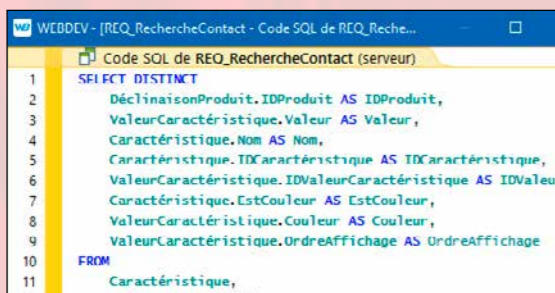 WEBDEV - [REQ_RechercheContact - Code SQL de REQ_Reche...
Code SQL de REQ_RechercheContact (serveur)
1 SELECT DISTINCT
2 DéclinaisonProduit.IDProduit AS IDProduit,
3 ValeurCaractéristique.Valeur AS Valeur,
4 Caractéristique.Nom AS Nom,
5 Caractéristique.IDCaractéristique AS IDCaractéristique,
6 ValeurCaractéristique.IDValeurCaractéristique AS IDValeur
7 Caractéristique.EstCouleur AS EstCouleur,
8 ValeurCaractéristique.Couleur AS Couleur,
9 ValeurCaractéristique.OrdreAffichage AS OrdreAffichage
10 FROM
11 Caractéristique,